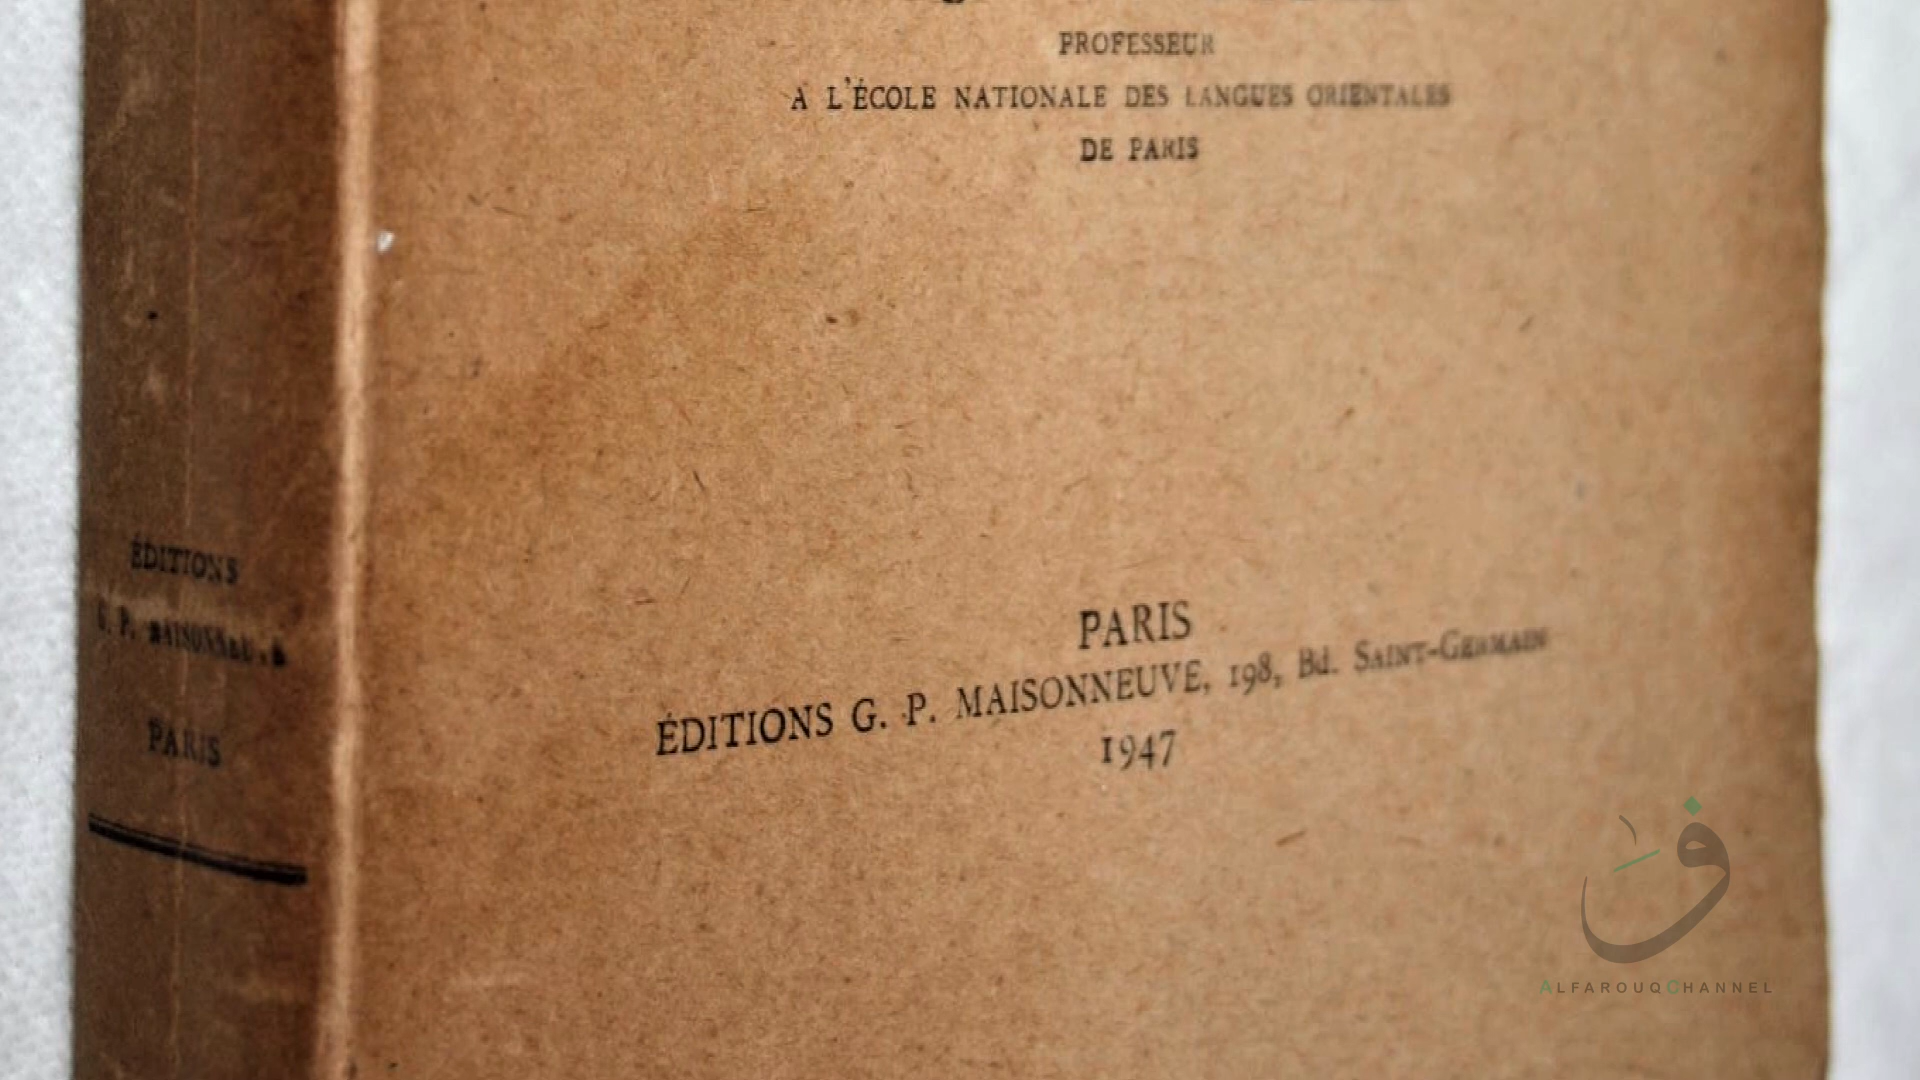 PROFESSEUR
A L'ÉCOLE NATIONALE DES LANGUES ORIENTALES
DE PARIS
PARIS
ÉDITIONS G. P. MAISONNEUVE, 198, Bd. SAINT-GERMAIN
1947
ÉDITIONS
G. P.
PARIS
ALFAROUQCHANNEL